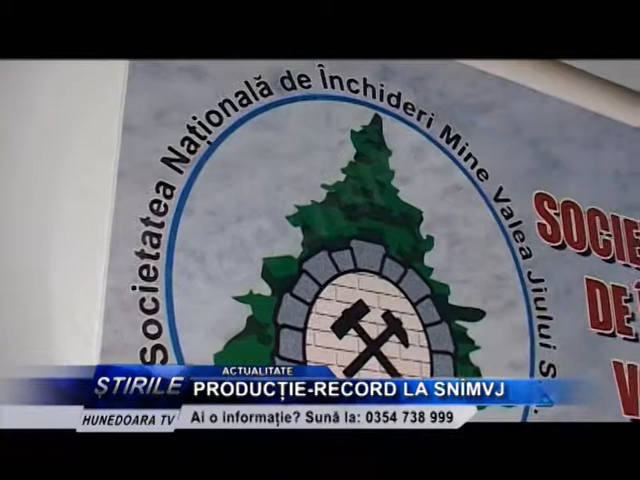 Societatea Națională de Închideri Mine Valea Jiului S.
SOCIE
DE
V
ACTUALITATE
ȘTIRILE
PRODUCȚIE-RECORD LA SNÎMVJ
HUNEDOARA TV
Ai o informație? Sună la: 0354 738 999